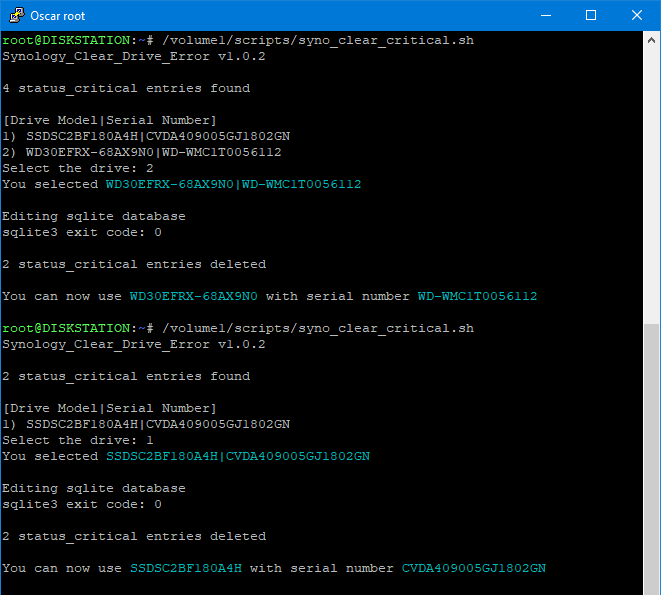 Oscar root
root@DISKSTATION:~# /volume1/scripts/syno_clear_critical.sh
Synology_Clear_Drive_Error v1.0.2
4 status_critical entries found
[Drive Model|Serial Number]
1) SSDSC2BF180A4H|CVDA409005GJ1802GN
2) WD30EFRX-68AX9N0|WD-WMC1T0056112
Select the drive: 2
You selected WD30EFRX-68AX9N0|WD-WMC1T0056112
Editing sqlite database
sqlite3 exit code: 0
2 status_critical entries deleted
You can now use WD30EFRX-68AX9N0 with serial number WD-WMC1T0056112
root@DISKSTATION:~# /volume1/scripts/syno_clear_critical.sh
Synology_Clear_Drive_Error v1.0.2
2 status_critical entries found
[Drive Model|Serial Number]
1) SSDSC2BF180A4H|CVDA409005GJ1802GN
Select the drive: 1
You selected SSDSC2BF180A4H|CVDA409005GJ1802GN
Editing sqlite database
sqlite3 exit code: 0
2 status_critical entries deleted
You can now use SSDSC2BF180A4H with serial number CVDA409005GJ1802GN